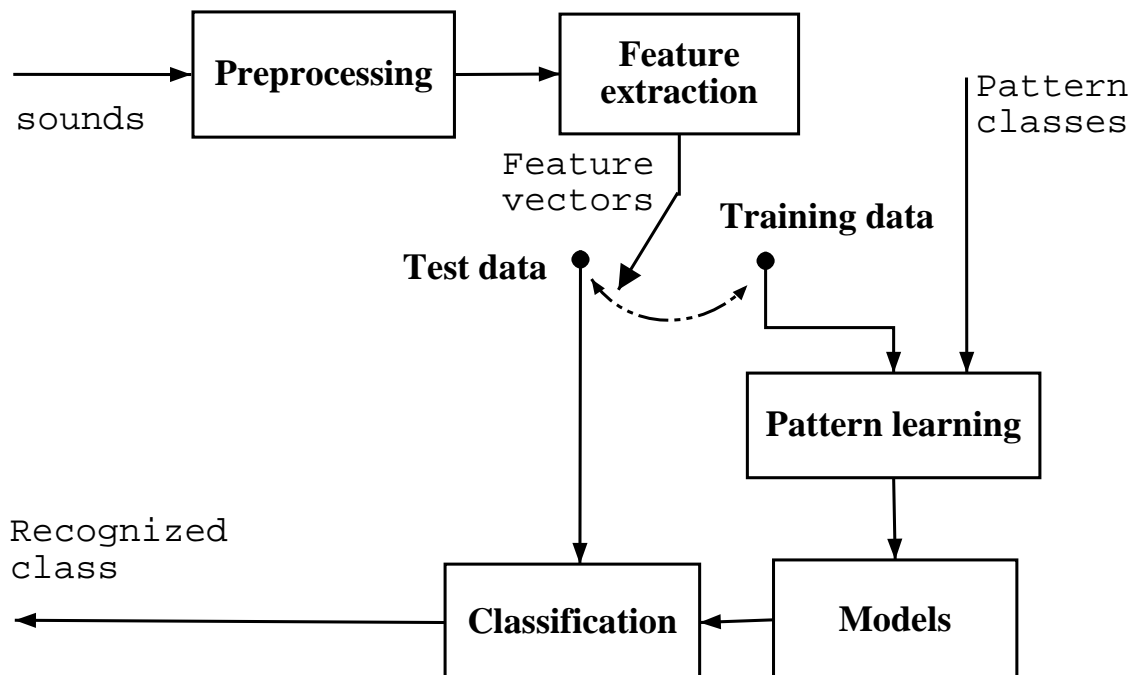 Preprocessing
Feature
extraction
sounds
Pattern
classes
Feature
vectors
Training data
Test data
Pattern learning
Recognized
class
Classification
Models